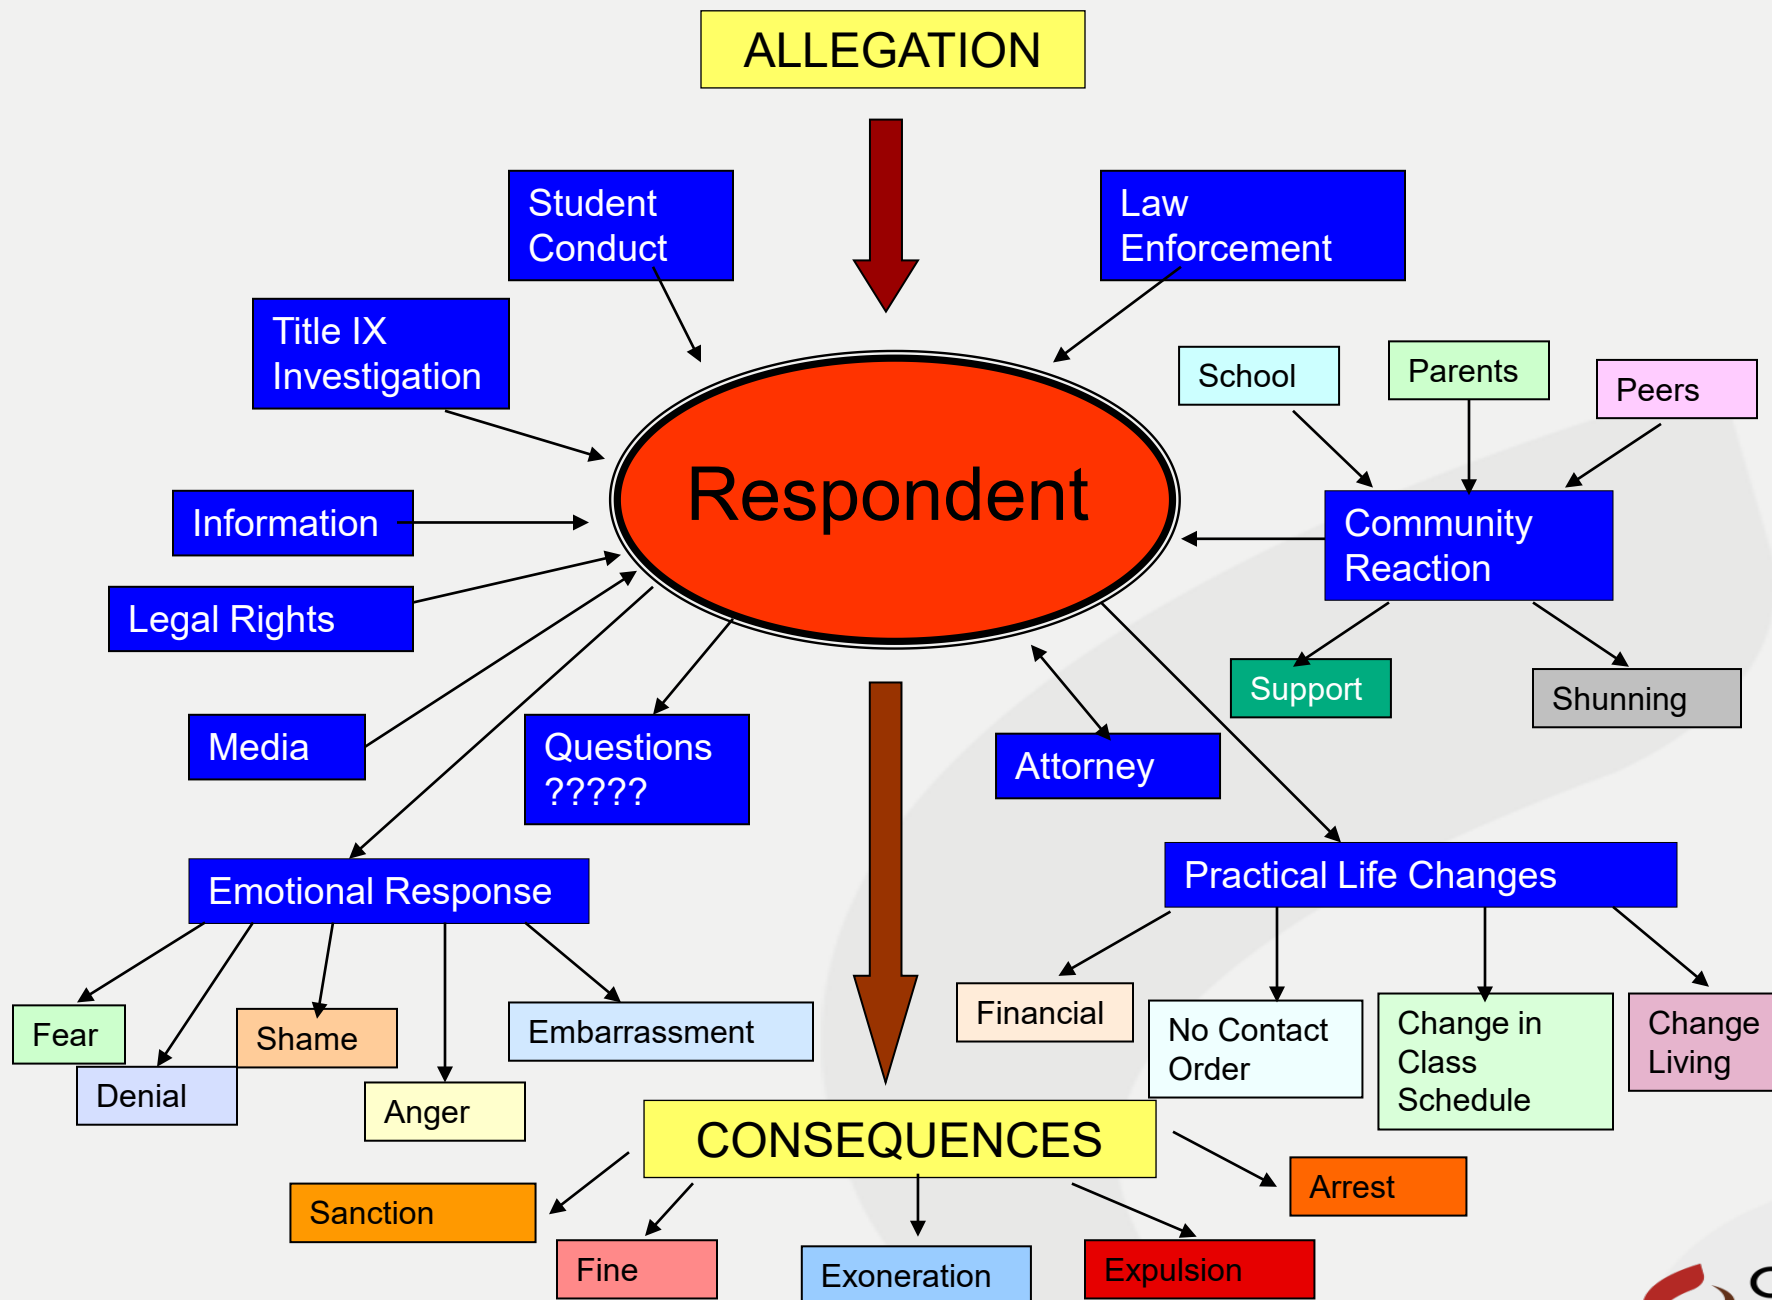 ALLEGATION
Student
Conduct
Law
Enforcement
Title IX
Investigation
School
Parents
Peers
Respondent
Information
Community
Reaction
Legal Rights
Support
Shunning
Media
Questions
?????
Attorney
Emotional Response
Practical Life Changes
Fear
Shame
Embarrassment
Denial
Anger
Financial
No Contact
Order
Change in
Class
Schedule
Change
Living
CONSEQUENCES
Sanction
Arrest
Fine
Exoneration
Expulsion